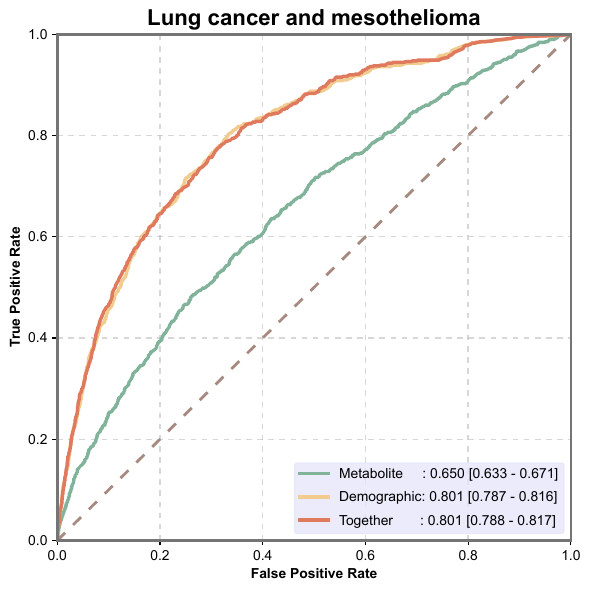 Lung cancer and mesothelioma
1.0
0.8
0.6
0.4
0.2
0.0
True Positive Rate
Metabolite : 0.650 [0.633 - 0.671]
Demographic: 0.801 [0.787 - 0.816]
Together : 0.801 [0.788 - 0.817]
0.0 0.2 0.4 0.6 0.8 1.0
False Positive Rate